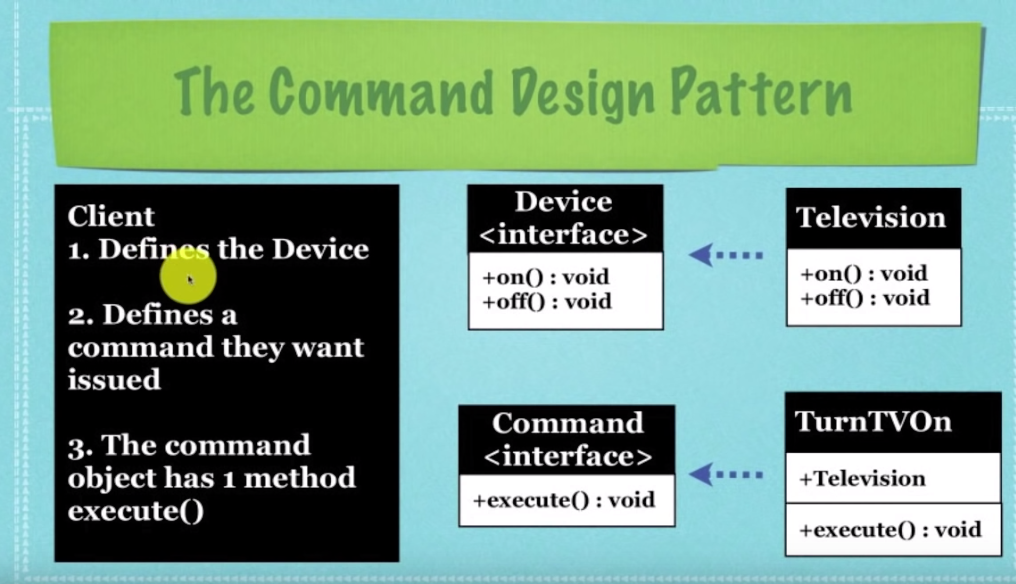 The Command Design Pattern
Client
1. Defines the Device
2. Defines a
command they want
issued
3. The command
object has 1 method
execute()
Device
<interface>
+on() : void
+off() : void
Television
+on() : void
+off() : void
Command
<interface>
+execute() : void
TurnTVOn
+Television
+execute() : void